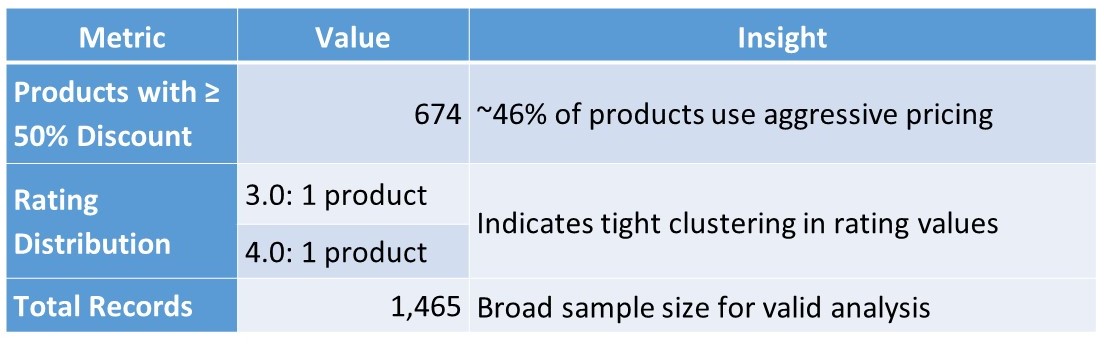 Metric Value Insight
Products with ≥
50% Discount
674 ~46% of products use aggressive pricing
Rating
Distribution
3.0: 1 product
4.0: 1 product
Indicates tight clustering in rating values
Total Records 1,465 Broad sample size for valid analysis